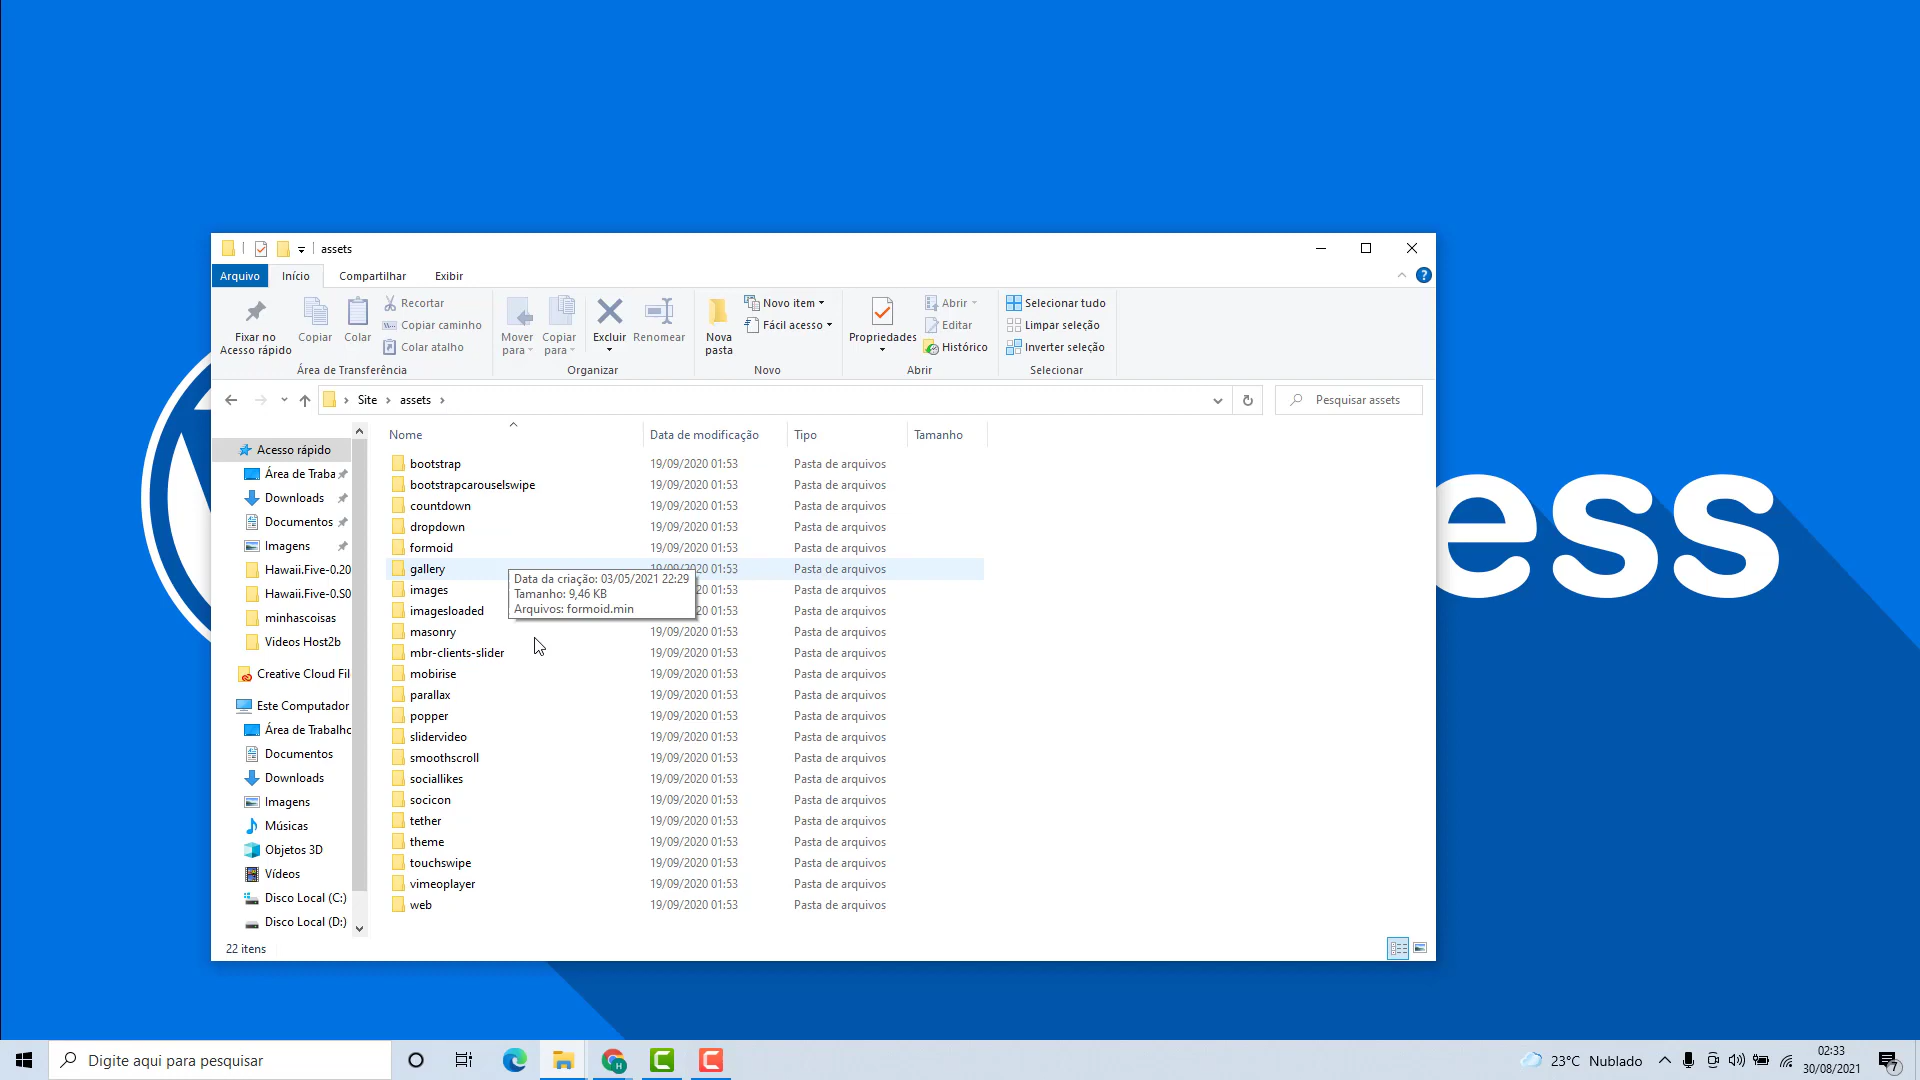 assets
Arquivo
Início
Compartilhar
Exibir
Fixar no
Acesso rápido
Copiar
Colar
Recortar
Copiar caminho
Colar atalho
Área de Transferência
Mover
para
Copiar
para
Excluir
Renomear
Organizar
Nova
pasta
Novo item
Fácil acesso
Novo
Propriedades
Abrir
Editar
Histórico
Abrir
Selecionar tudo
Limpar seleção
Inverter seleção
Selecionar
Site
assets
Pesquisar assets
Acesso rápido
Área de Traba
Downloads
Documentos
Imagens
Hawaii.Five-0.20
Hawaii.Five-0.S0
minhascoisas
Videos Host2b
Creative Cloud Fil
Este Computador
Área de Trabalho
Documentos
Downloads
Imagens
Músicas
Objetos 3D
Vídeos
Disco Local (C:)
Disco Local (D:)
Nome Data de modificação Tipo Tamanho
bootstrap 19/09/2020 01:53 Pasta de arquivos
bootstrapcarouselswipe 19/09/2020 01:53 Pasta de arquivos
countdown 19/09/2020 01:53 Pasta de arquivos
dropdown 19/09/2020 01:53 Pasta de arquivos
formoid 19/09/2020 01:53 Pasta de arquivos
gallery 19/09/2020 01:53 Pasta de arquivos
Data da criação: 03/05/2021 22:29
Tamanho: 9,46 KB
Arquivos: formoid.min
images 20 01:53 Pasta de arquivos
imagesloaded 20 01:53 Pasta de arquivos
masonry 19/09/2020 01:53 Pasta de arquivos
mbr-clients-slider 19/09/2020 01:53 Pasta de arquivos
mobirise 19/09/2020 01:53 Pasta de arquivos
parallax 19/09/2020 01:53 Pasta de arquivos
popper 19/09/2020 01:53 Pasta de arquivos
slidervideo 19/09/2020 01:53 Pasta de arquivos
smoothscroll 19/09/2020 01:53 Pasta de arquivos
sociallikes 19/09/2020 01:53 Pasta de arquivos
socicon 19/09/2020 01:53 Pasta de arquivos
tether 19/09/2020 01:53 Pasta de arquivos
theme 19/09/2020 01:53 Pasta de arquivos
touchswipe 19/09/2020 01:53 Pasta de arquivos
vimeoplayer 19/09/2020 01:53 Pasta de arquivos
web 19/09/2020 01:53 Pasta de arquivos
22 itens
ess
Digite aqui para pesquisar
H
23°C Nublado
02:33
30/08/2021
7